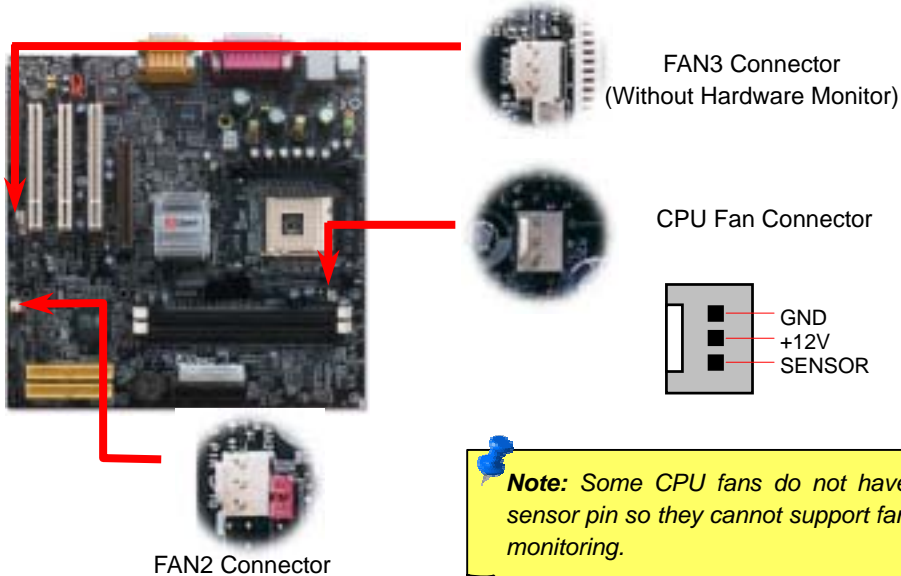 FAN3 Connector
(Without Hardware Monitor)
CPU Fan Connector
GND
+12V
SENSOR
Note: Some CPU fans do not have
sensor pin so they cannot support fan
monitoring.
FAN2 Connector